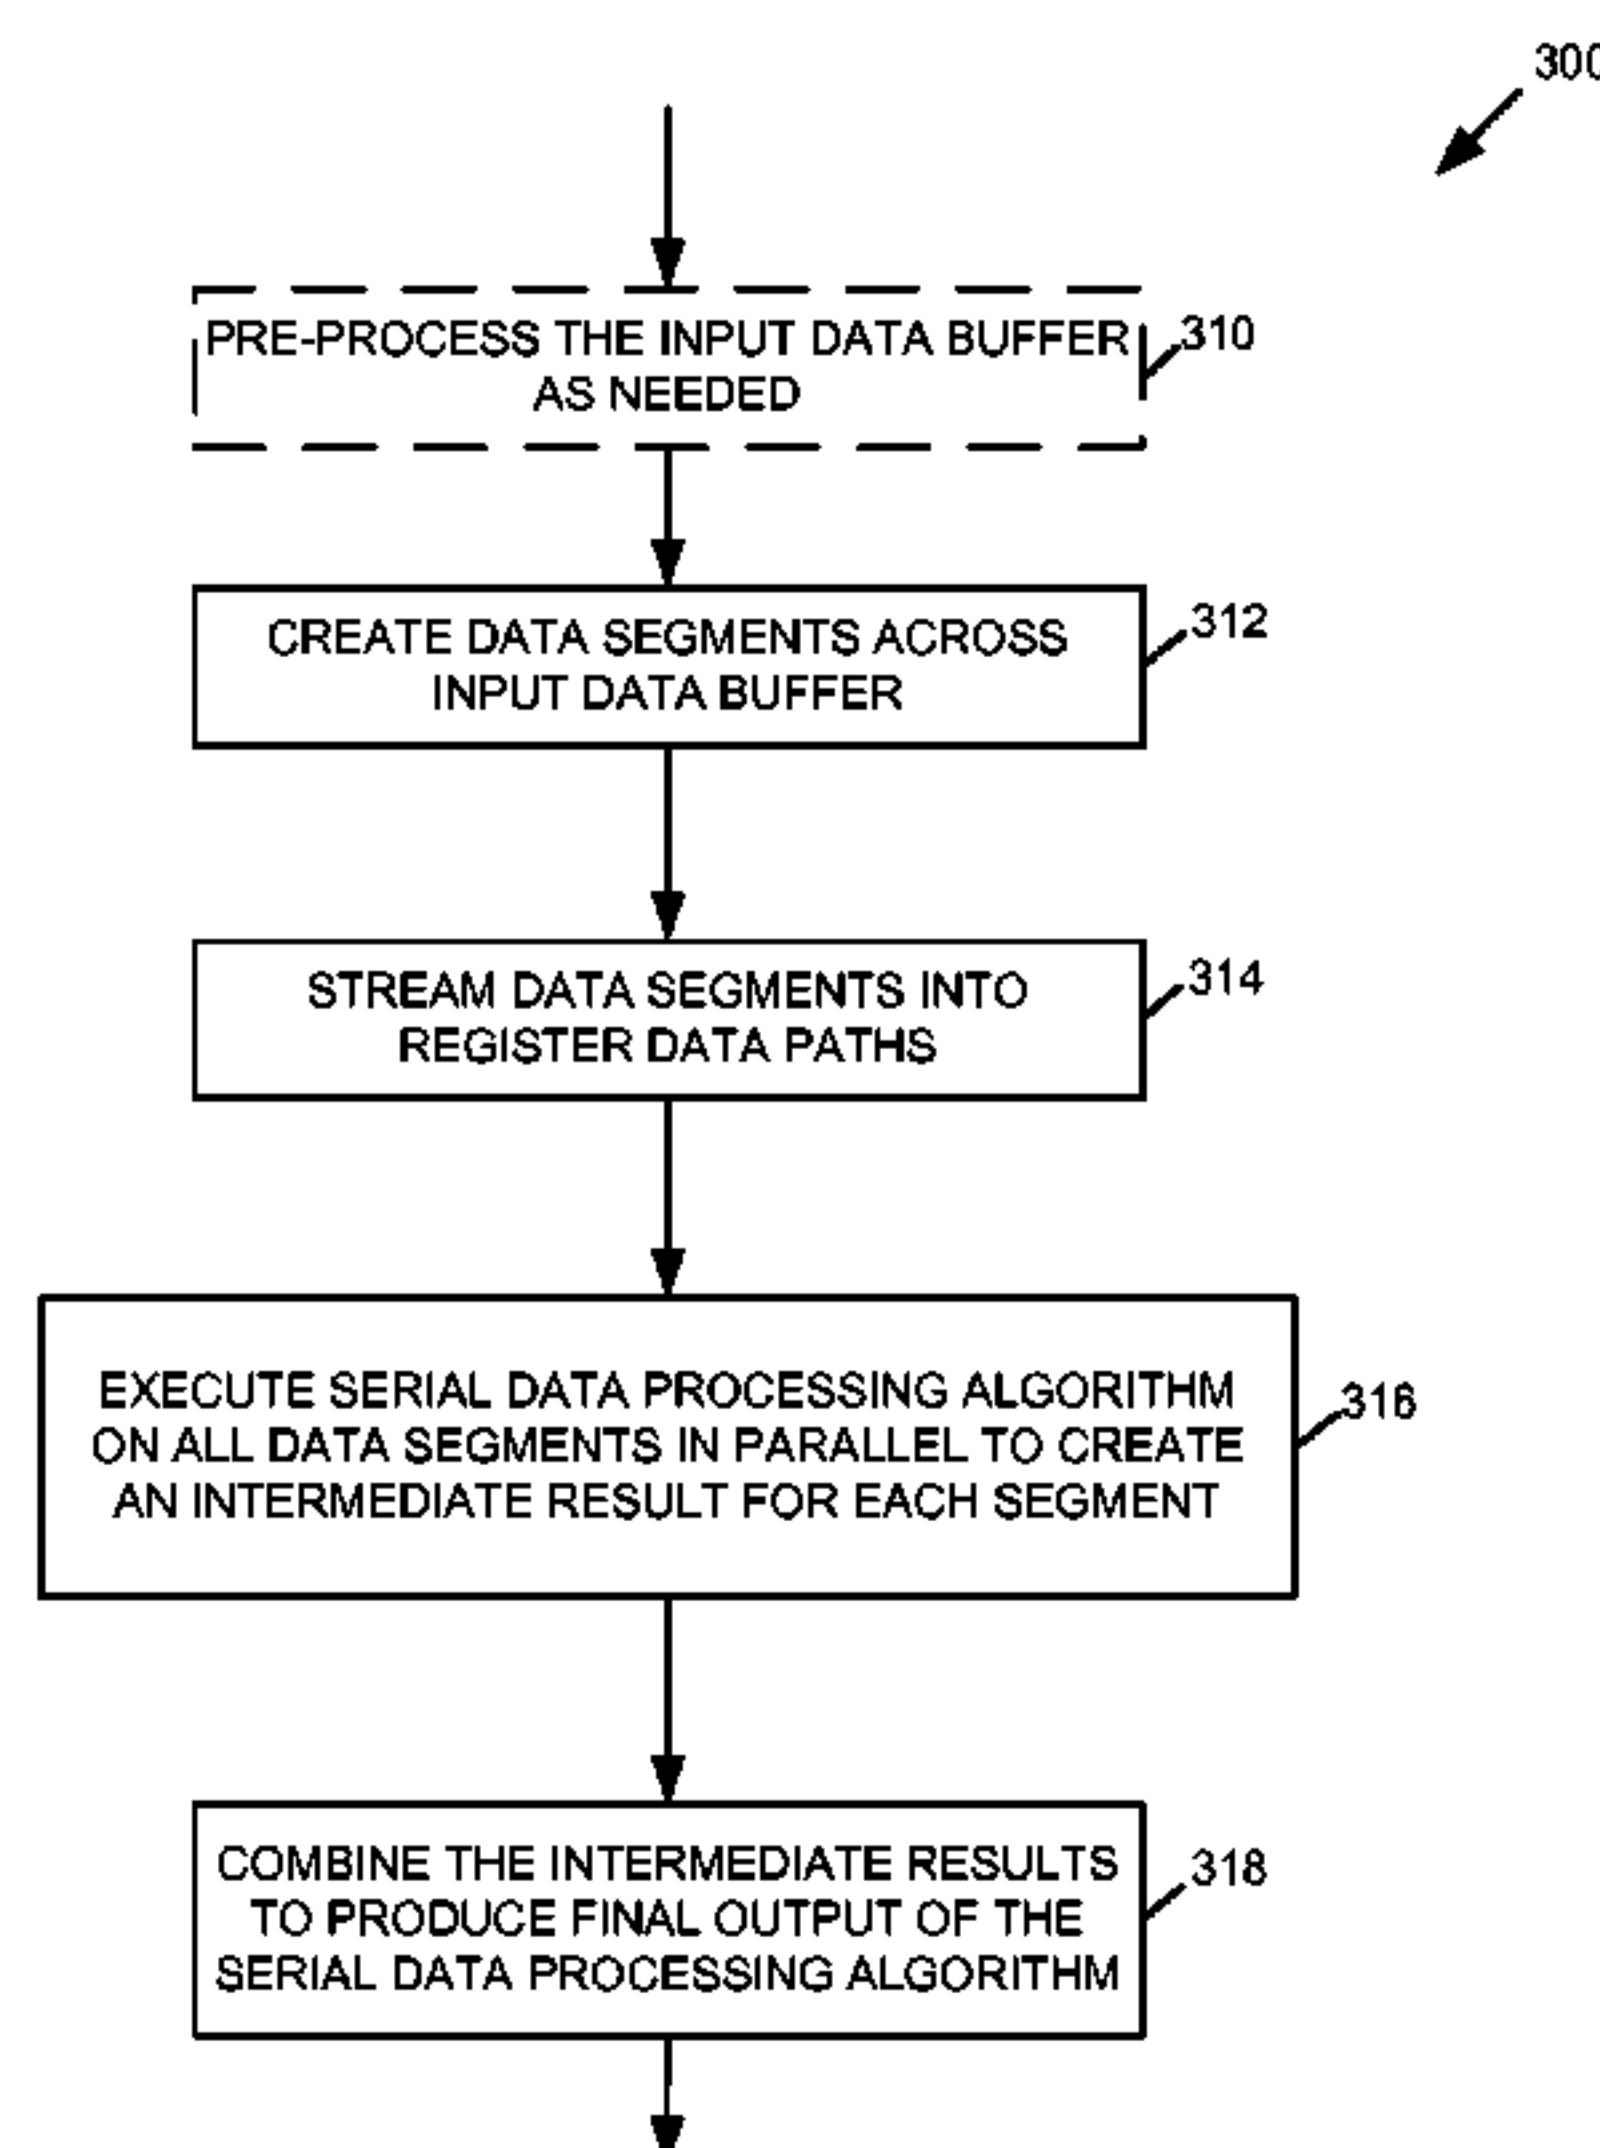 300
PRE-PROCESS THE INPUT DATA BUFFER
AS NEEDED
310
CREATE DATA SEGMENTS ACROSS
INPUT DATA BUFFER
312
STREAM DATA SEGMENTS INTO
REGISTER DATA PATHS
314
EXECUTE SERIAL DATA PROCESSING ALGORITHM
ON ALL DATA SEGMENTS IN PARALLEL TO CREATE
AN INTERMEDIATE RESULT FOR EACH SEGMENT
316
COMBINE THE INTERMEDIATE RESULTS
TO PRODUCE FINAL OUTPUT OF THE
SERIAL DATA PROCESSING ALGORITHM
318